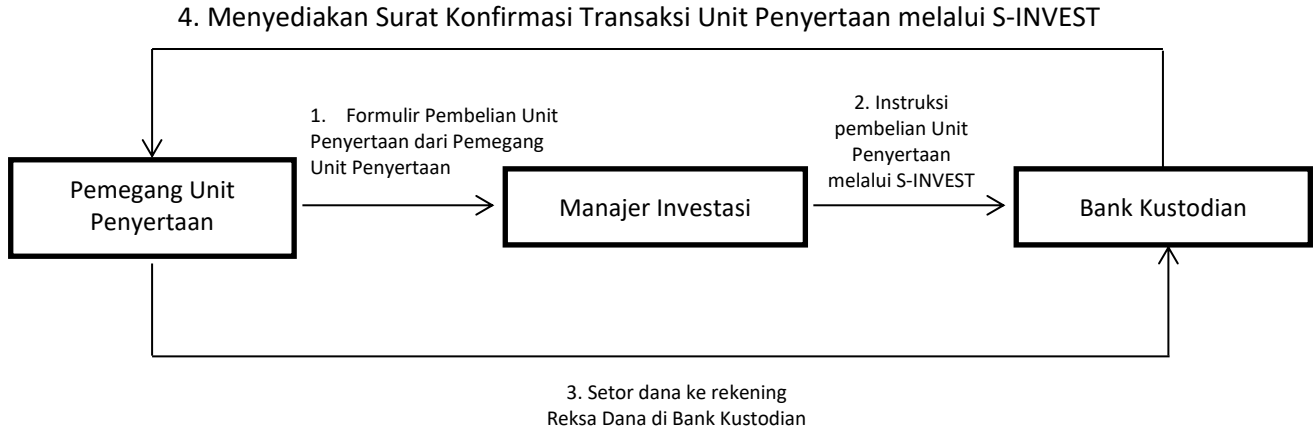 4. Menyediakan Surat Konfirmasi Transaksi Unit Penyertaan melalui S-INVEST
1. Formulir Pembelian Unit
Penyertaan dari Pemegang
Unit Penyertaan
2. Instruksi
pembelian Unit
Penyertaan
melalui S-INVEST
Pemegang Unit
Penyertaan
Manajer Investasi
Bank Kustodian
3. Setor dana ke rekening
Reksa Dana di Bank Kustodian